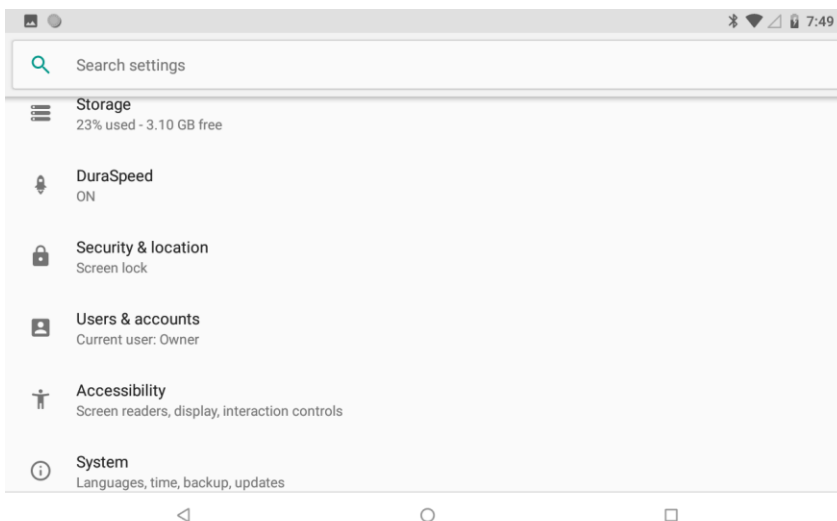 7:49
Search settings
Storage
23% used - 3.10 GB free
DuraSpeed
ON
Security & location
Screen lock
Users & accounts
Current user: Owner
Accessibility
Screen readers, display, interaction controls
System
Languages, time, backup, updates